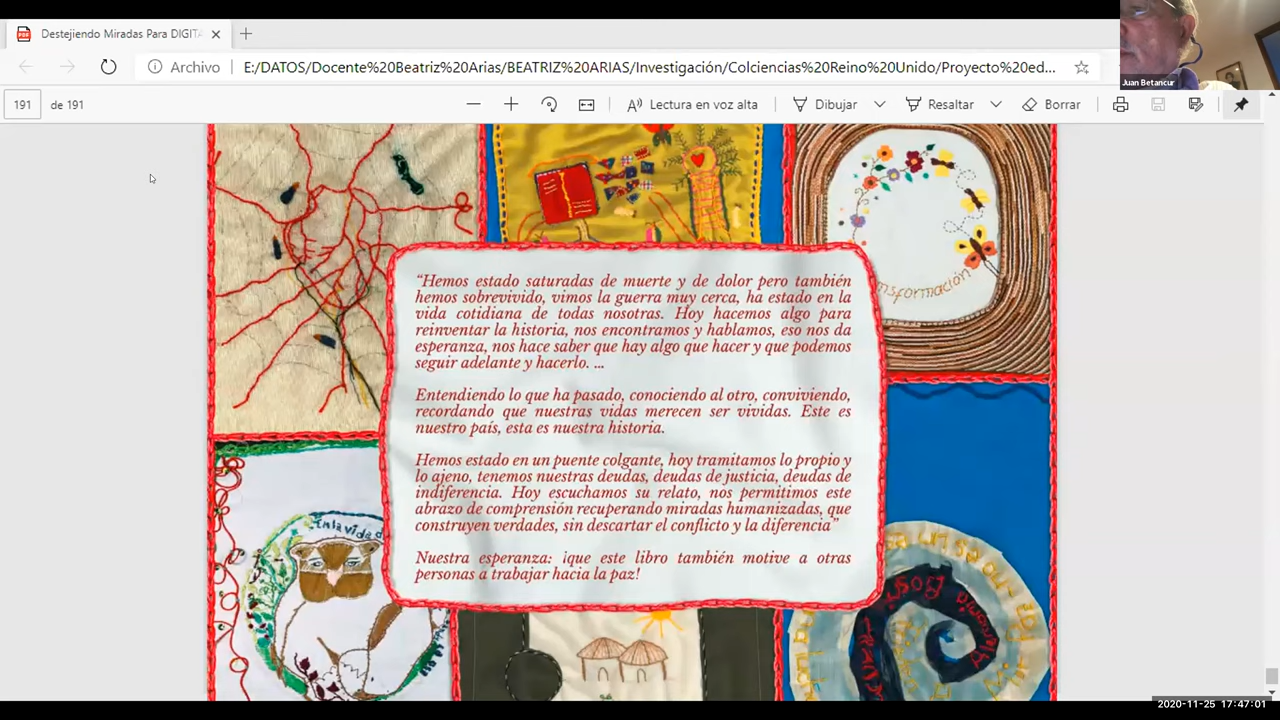 Destejiendo Miradas Para DIGITA
Archivo
E:/DATOS/Docente%20Beatriz%20Arias/BEATRIZ%20ARIAS/Investigación/Colciencias%20Reino%20Unido/Proyecto%20ed...
Juan Betancur
191 de 191
Lectura en voz alta
Dibujar
Resaltar
Borrar
“Hemos estado saturadas de muerte y de dolor pero también
hemos sobrevivido, vimos la guerra muy cerca, ha estado en la
vida cotidiana de todas nosotras. Hoy hacemos algo para
reinventar la historia, nos encontramos y hablamos, eso nos da
esperanza, nos hace saber que hay algo que hacer y que podemos
seguir adelante y hacerlo. ...
Entendiendo lo que ha pasado, conociendo al otro, conviviendo,
recordando que nuestras vidas merecen ser vividas. Este es
nuestro país, esta es nuestra historia.
Hemos estado en un puente colgante, hoy tramitamos lo propio y
lo ajeno, tenemos nuestras deudas, deudas de justicia, deudas de
indiferencia. Hoy escuchamos su relato, nos permitimos este
abrazo de comprensión recuperando miradas humanizadas, que
construyen verdades, sin descartar el conflicto y la diferencia”
Nuestra esperanza: ¡que este libro también motive a otras
personas a trabajar hacia la paz!
nsformación
En la vida d
2020-11-25 17:47:01